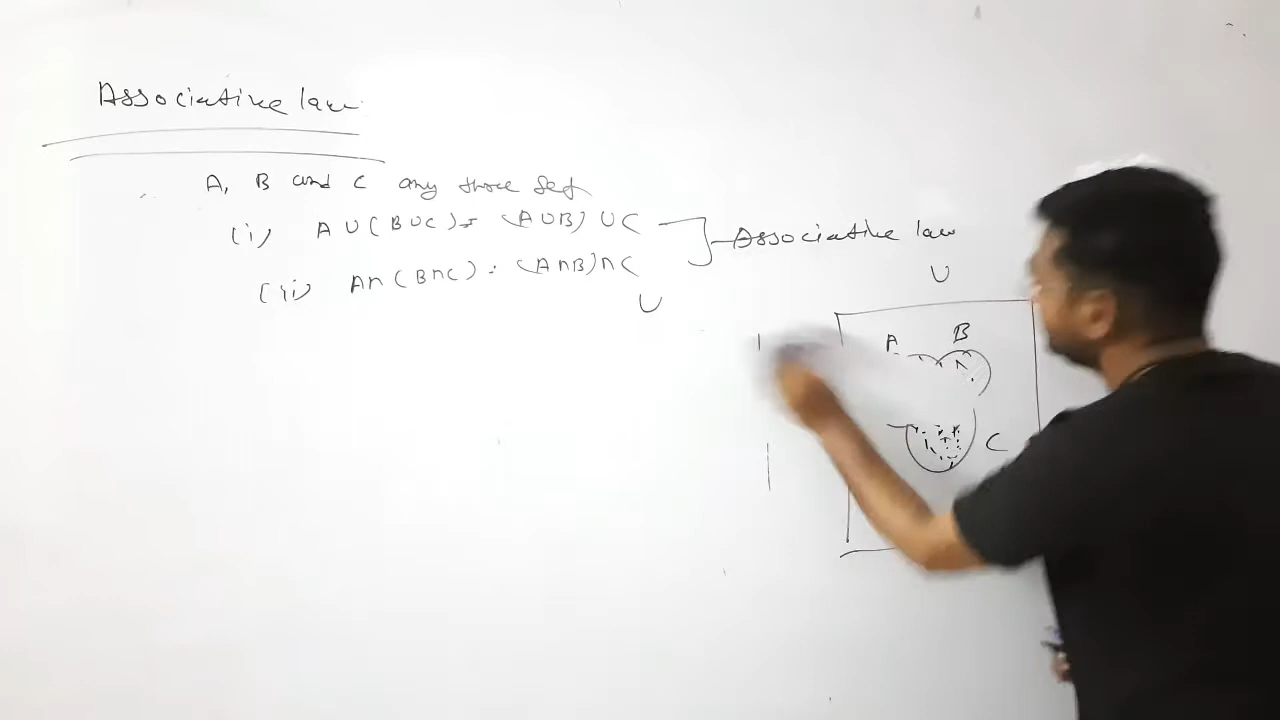 Associative law
A, B and C any three set
(i) A∪(B∪C) = (A∪B)∪C
Associative law
(ii) A∩(B∩C) = (A∩B)∩C
U
U
A B
C